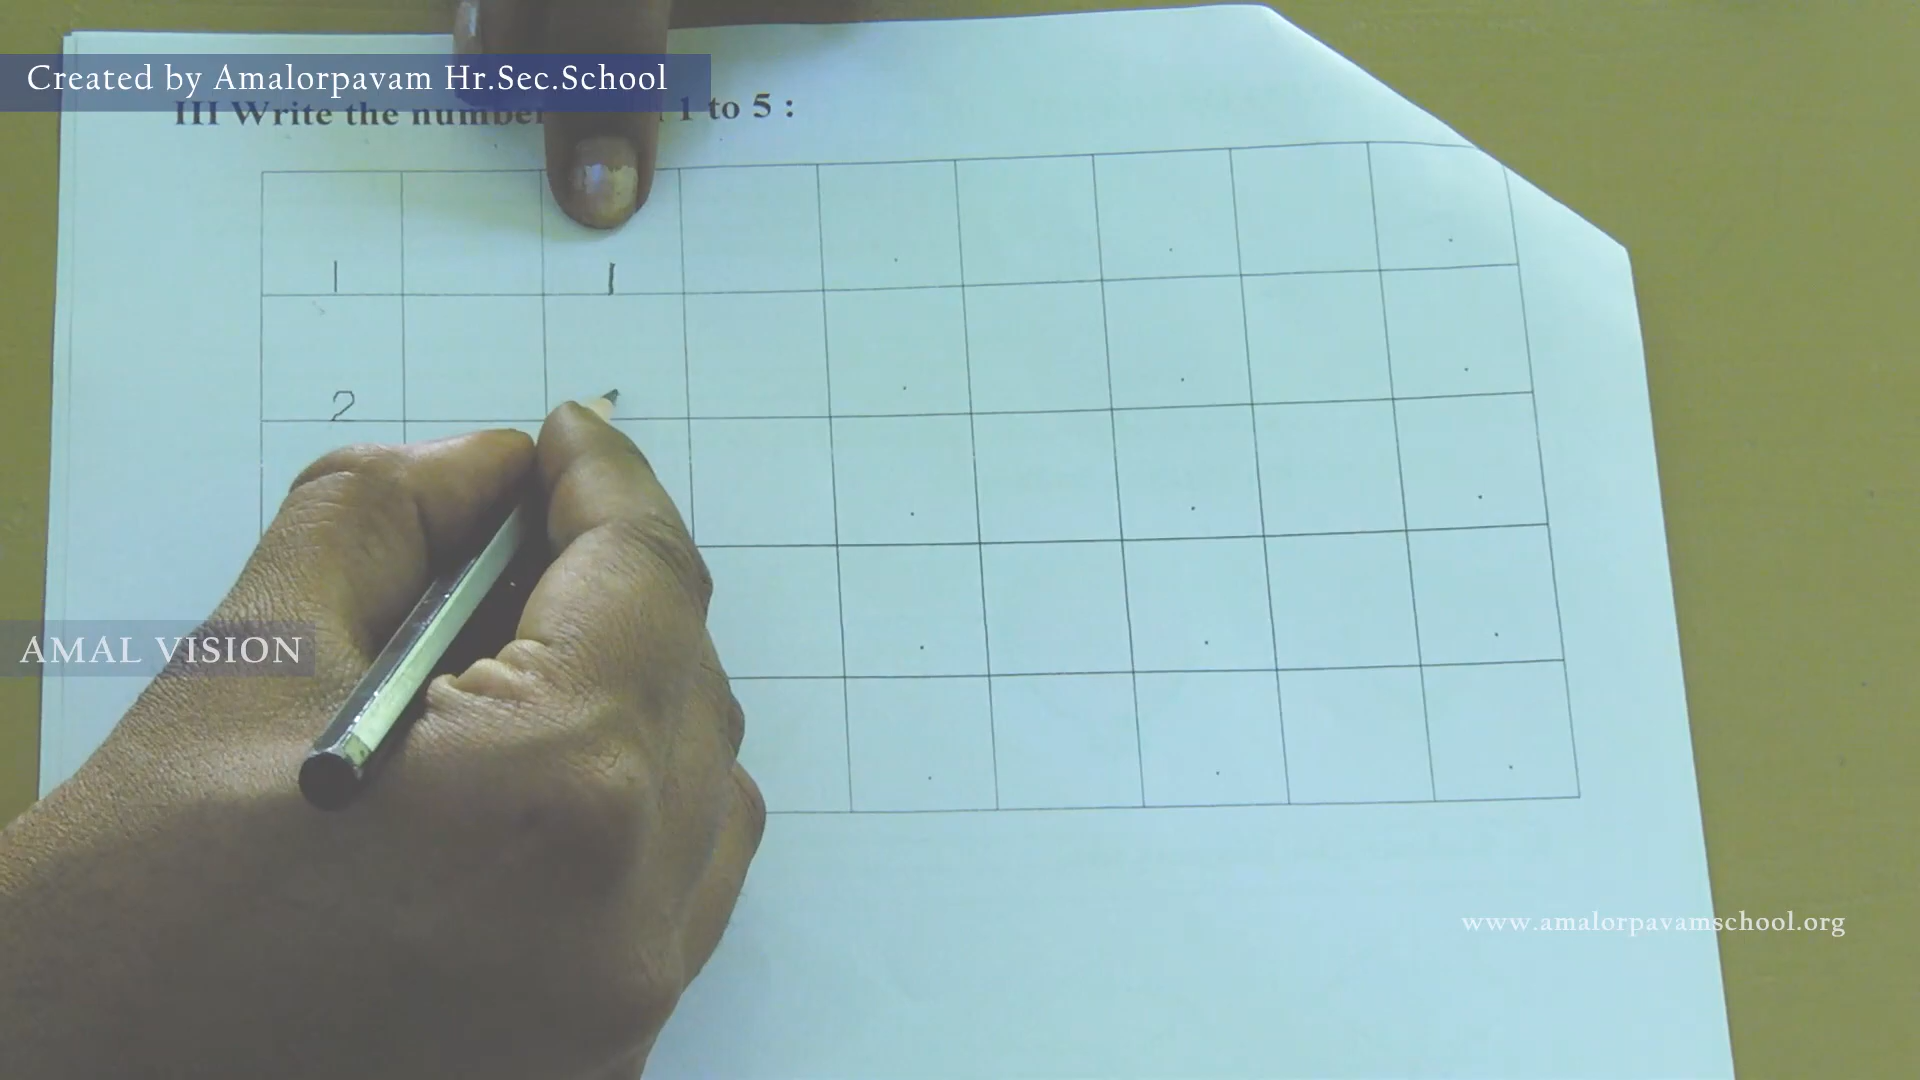 Created by Amalorpavam Hr.Sec.School
III Write the number 1 to 5 :
1 1
2
AMAL VISION
www.amalorpavamschool.org